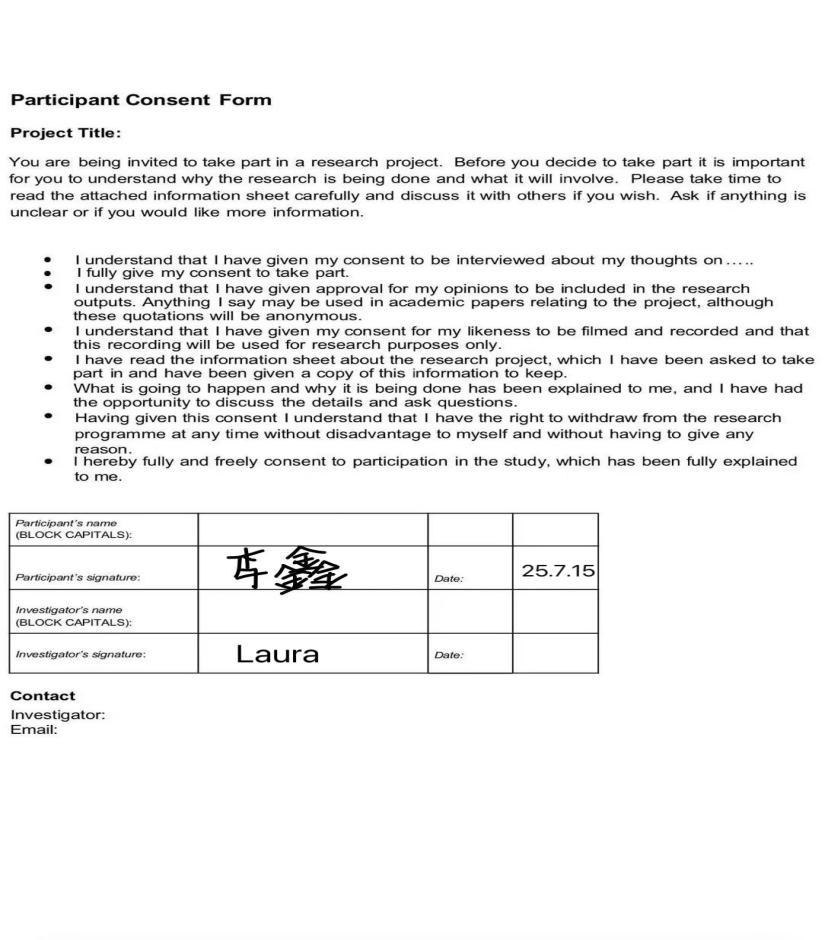 Participant Consent Form
Project Title:
You are being invited to take part in a research project. Before you decide to take part it is important
for you to understand why the research is being done and what it will involve. Please take time to
read the attached information sheet carefully and discuss it with others if you wish. Ask if anything is
unclear or if you would like more information.
• I understand that I have given my consent to be interviewed about my thoughts on…..
• I fully give my consent to take part.
• I understand that I have given approval for my opinions to be included in the research
outputs. Anything I say may be used in academic papers relating to the project, although
these quotations will be anonymous.
• I understand that I have given my consent for my likeness to be filmed and recorded and that
this recording will be used for research purposes only.
• I have read the information sheet about the research project, which I have been asked to take
part in and have been given a copy of this information to keep.
• What is going to happen and why it is being done has been explained to me, and I have had
the opportunity to discuss the details and ask questions.
• Having given this consent I understand that I have the right to withdraw from the research
programme at any time without disadvantage to myself and without having to give any
reason.
• I hereby fully and freely consent to participation in the study, which has been fully explained
to me.
Participant's name
(BLOCK CAPITALS):
Participant's signature: 鑫 Date: 25.7.15
Investigator's name
(BLOCK CAPITALS):
Investigator's signature: Laura Date:
Contact
Investigator:
Email: